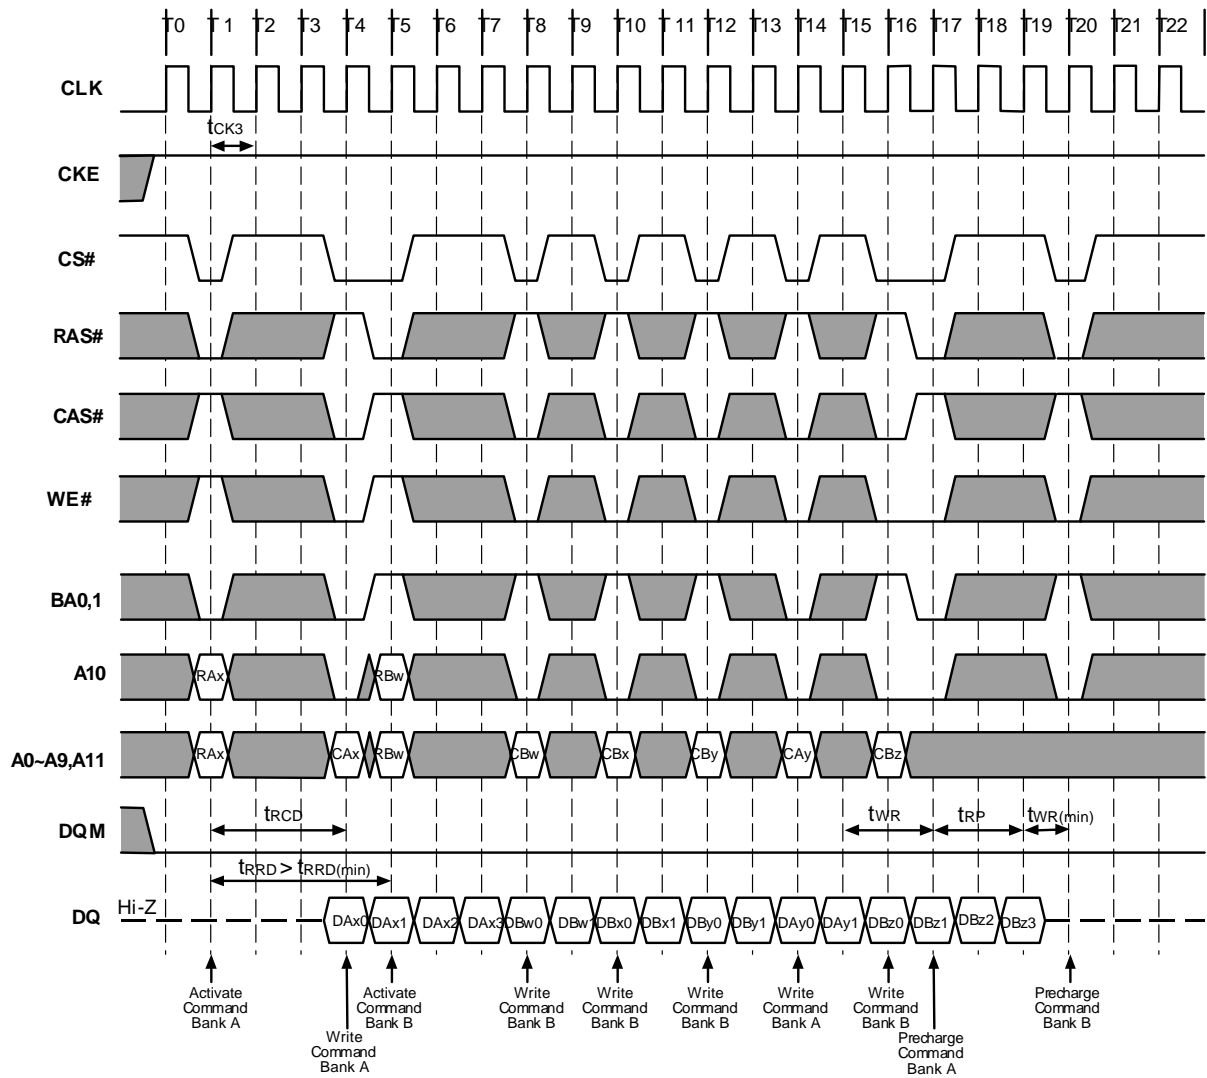 T0 T1 T2 T3 T4 T5 T6 T7 T8 T9 T10 T11 T12 T13 T14 T15 T16 T17 T18 T19 T20 T21 T22
CLK
tCK3
CKE
CS#
RAS#
CAS#
WE#
BA0,1
A10
RAx RBw
A0~A9,A11
RAx CAx RBw CBw CBx CBy CAy CBz
DQM
tRCD tWR tRP tWR(min)
tRRD > tRRD(min)
DQ
Hi-Z
DAx0 DAx1 DAx2 DAx3 DBw0 DBw1 DBx0 DBx1 DBy0 DBy1 DAy0 DAy1 DBz0 DBz1 DBz2 DBz3
Activate
Command
Bank A
Write
Command
Bank A
Activate
Command
Bank B
Write
Command
Bank B
Write
Command
Bank B
Write
Command
Bank B
Write
Command
Bank A
Write
Command
Bank B
Precharge
Command
Bank A
Precharge
Command
Bank B